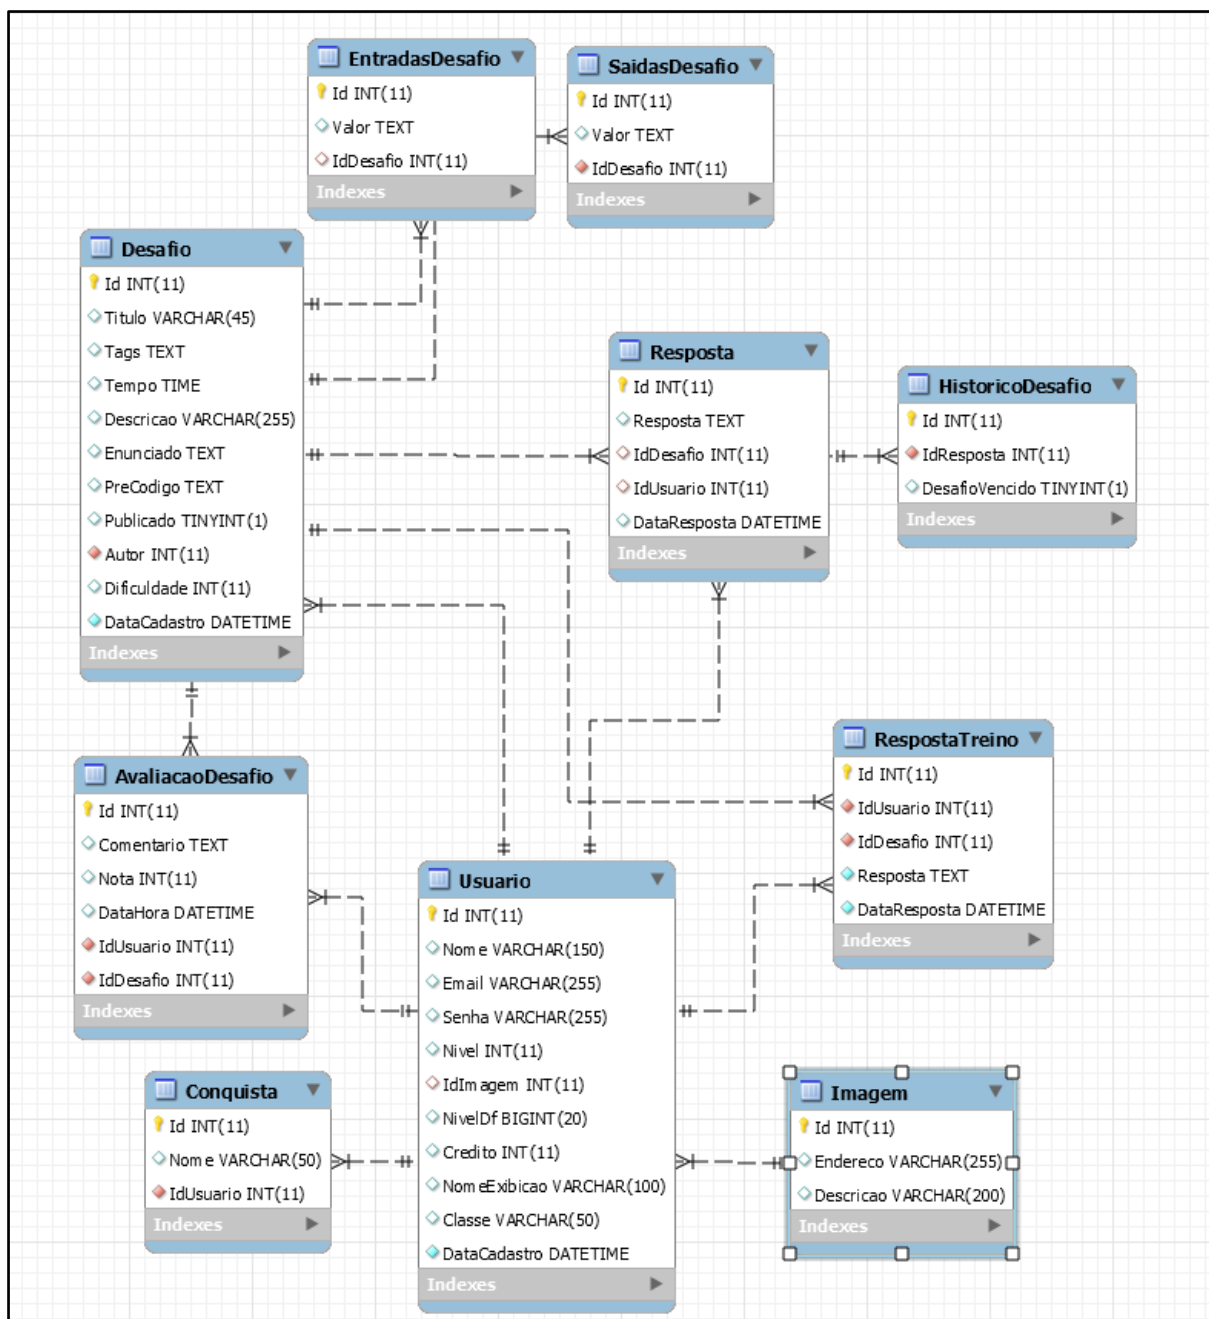 EntradasDesafio
Id INT(11)
Valor TEXT
IdDesafio INT(11)
Indexes
SaidasDesafio
Id INT(11)
Valor TEXT
IdDesafio INT(11)
Indexes
Desafio
Id INT(11)
Titulo VARCHAR(45)
Tags TEXT
Tempo TIME
Descricao VARCHAR(255)
Enunciado TEXT
PreCodigo TEXT
Publicado TINYINT(1)
Autor INT(11)
Dificuldade INT(11)
DataCadastro DATETIME
Indexes
Resposta
Id INT(11)
Resposta TEXT
IdDesafio INT(11)
IdUsuario INT(11)
DataResposta DATETIME
Indexes
HistoricoDesafio
Id INT(11)
IdResposta INT(11)
DesafioVencido TINYINT(1)
Indexes
AvaliacaoDesafio
Id INT(11)
Comentario TEXT
Nota INT(11)
DataHora DATETIME
IdUsuario INT(11)
IdDesafio INT(11)
Indexes
RespostaTreino
Id INT(11)
IdUsuario INT(11)
IdDesafio INT(11)
Resposta TEXT
DataResposta DATETIME
Indexes
Usuario
Id INT(11)
Nome VARCHAR(150)
Email VARCHAR(255)
Senha VARCHAR(255)
Nivel INT(11)
IdImagem INT(11)
NivelDf BIGINT(20)
Credito INT(11)
NomeExibicao VARCHAR(100)
Classe VARCHAR(50)
DataCadastro DATETIME
Indexes
Conquista
Id INT(11)
Nome VARCHAR(50)
IdUsuario INT(11)
Indexes
Imagem
Id INT(11)
Endereco VARCHAR(255)
Descricao VARCHAR(200)
Indexes